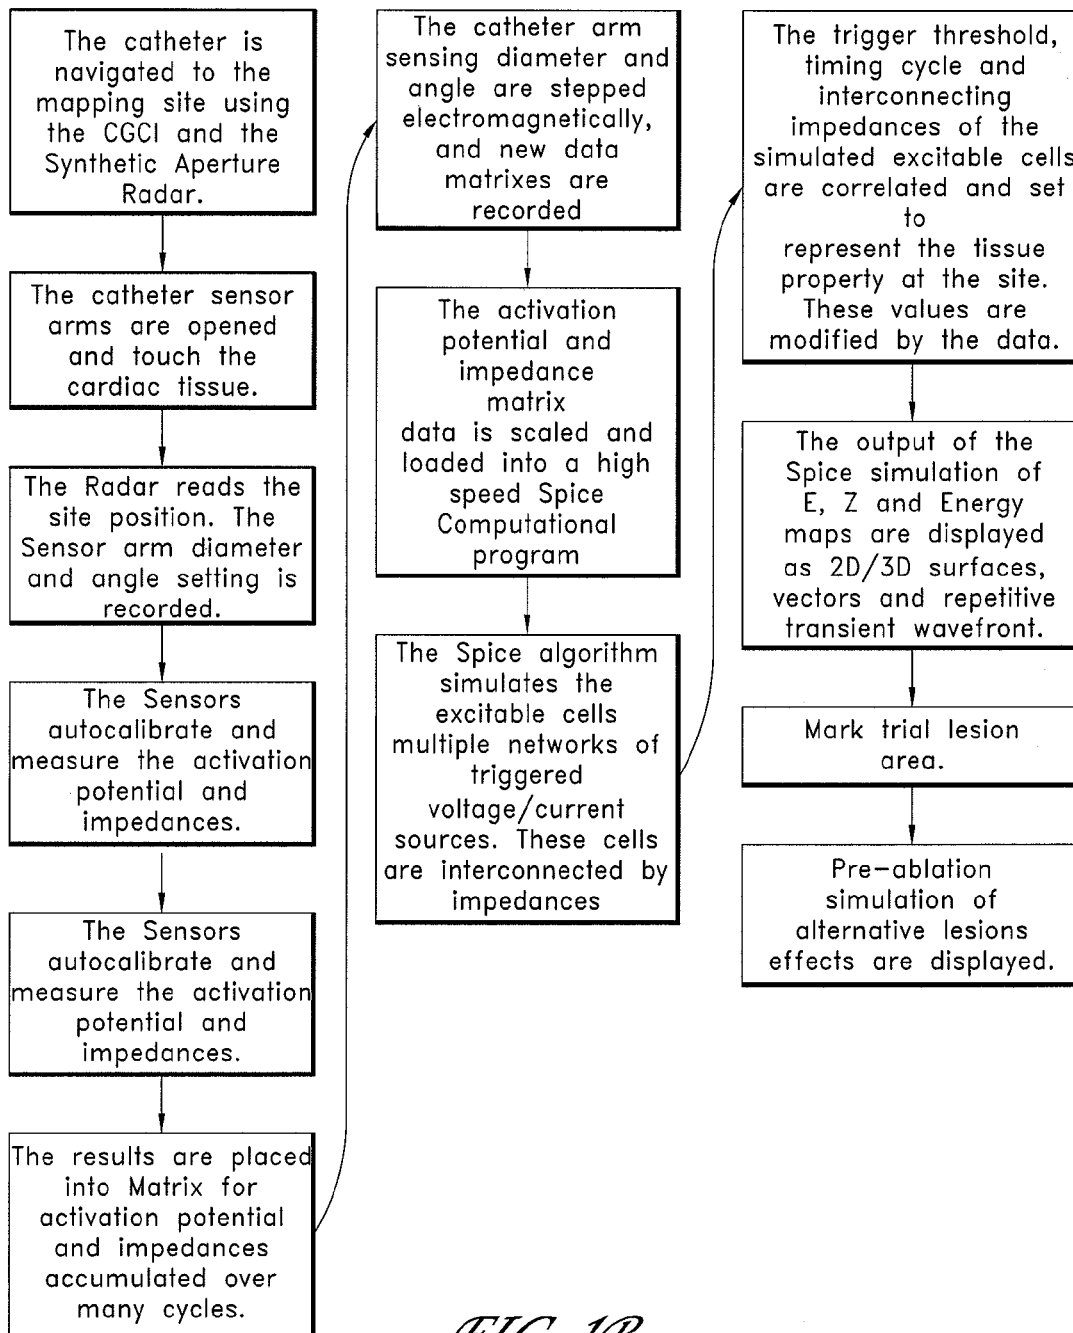 The catheter is
navigated to the
mapping site using
the CGCI and the
Synthetic Aperture
Radar.
The catheter sensor
arms are opened
and touch the
cardiac tissue.
The Radar reads the
site position. The
Sensor arm diameter
and angle setting is
recorded.
The Sensors
autocalibrate and
measure the activation
potential and
impedances.
The Sensors
autocalibrate and
measure the activation
potential and
impedances.
The results are placed
into Matrix for
activation potential
and impedances
accumulated over
many cycles.
The catheter arm
sensing diameter and
angle are stepped
electromagnetically,
and new data
matrixes are
recorded
The activation
potential and
impedance
matrix
data is scaled and
loaded into a high
speed Spice
Computational
program
The Spice algorithm
simulates the
excitable cells
multiple networks of
triggered
voltage/current
sources. These cells
are interconnected by
impedances
The trigger threshold,
timing cycle and
interconnecting
impedances of the
simulated excitable cells
are correlated and set
to
represent the tissue
property at the site.
These values are
modified by the data.
The output of the
Spice simulation of
E, Z and Energy
maps are displayed
as 2D/3D surfaces,
vectors and repetitive
transient wavefront.
Mark trial lesion
area.
Pre-ablation
simulation of
alternative lesions
effects are displayed.